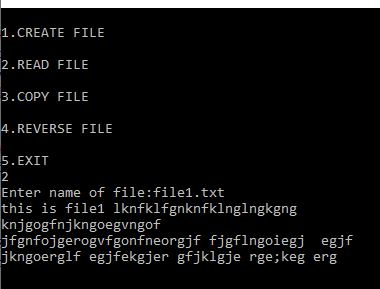 1.CREATE FILE
2.READ FILE
3.COPY FILE
4.REVERSE FILE
5.EXIT
2
Enter name of file:file1.txt
this is file1 lknfklfgnknfklnglngkgng
knjgogfnjkngoegvngof
jfgnfojgerogvfgonfneorgjf fjgflngoiegj  egjf
jkngoerglf egjfekgjer gfjklgje rge;keg erg